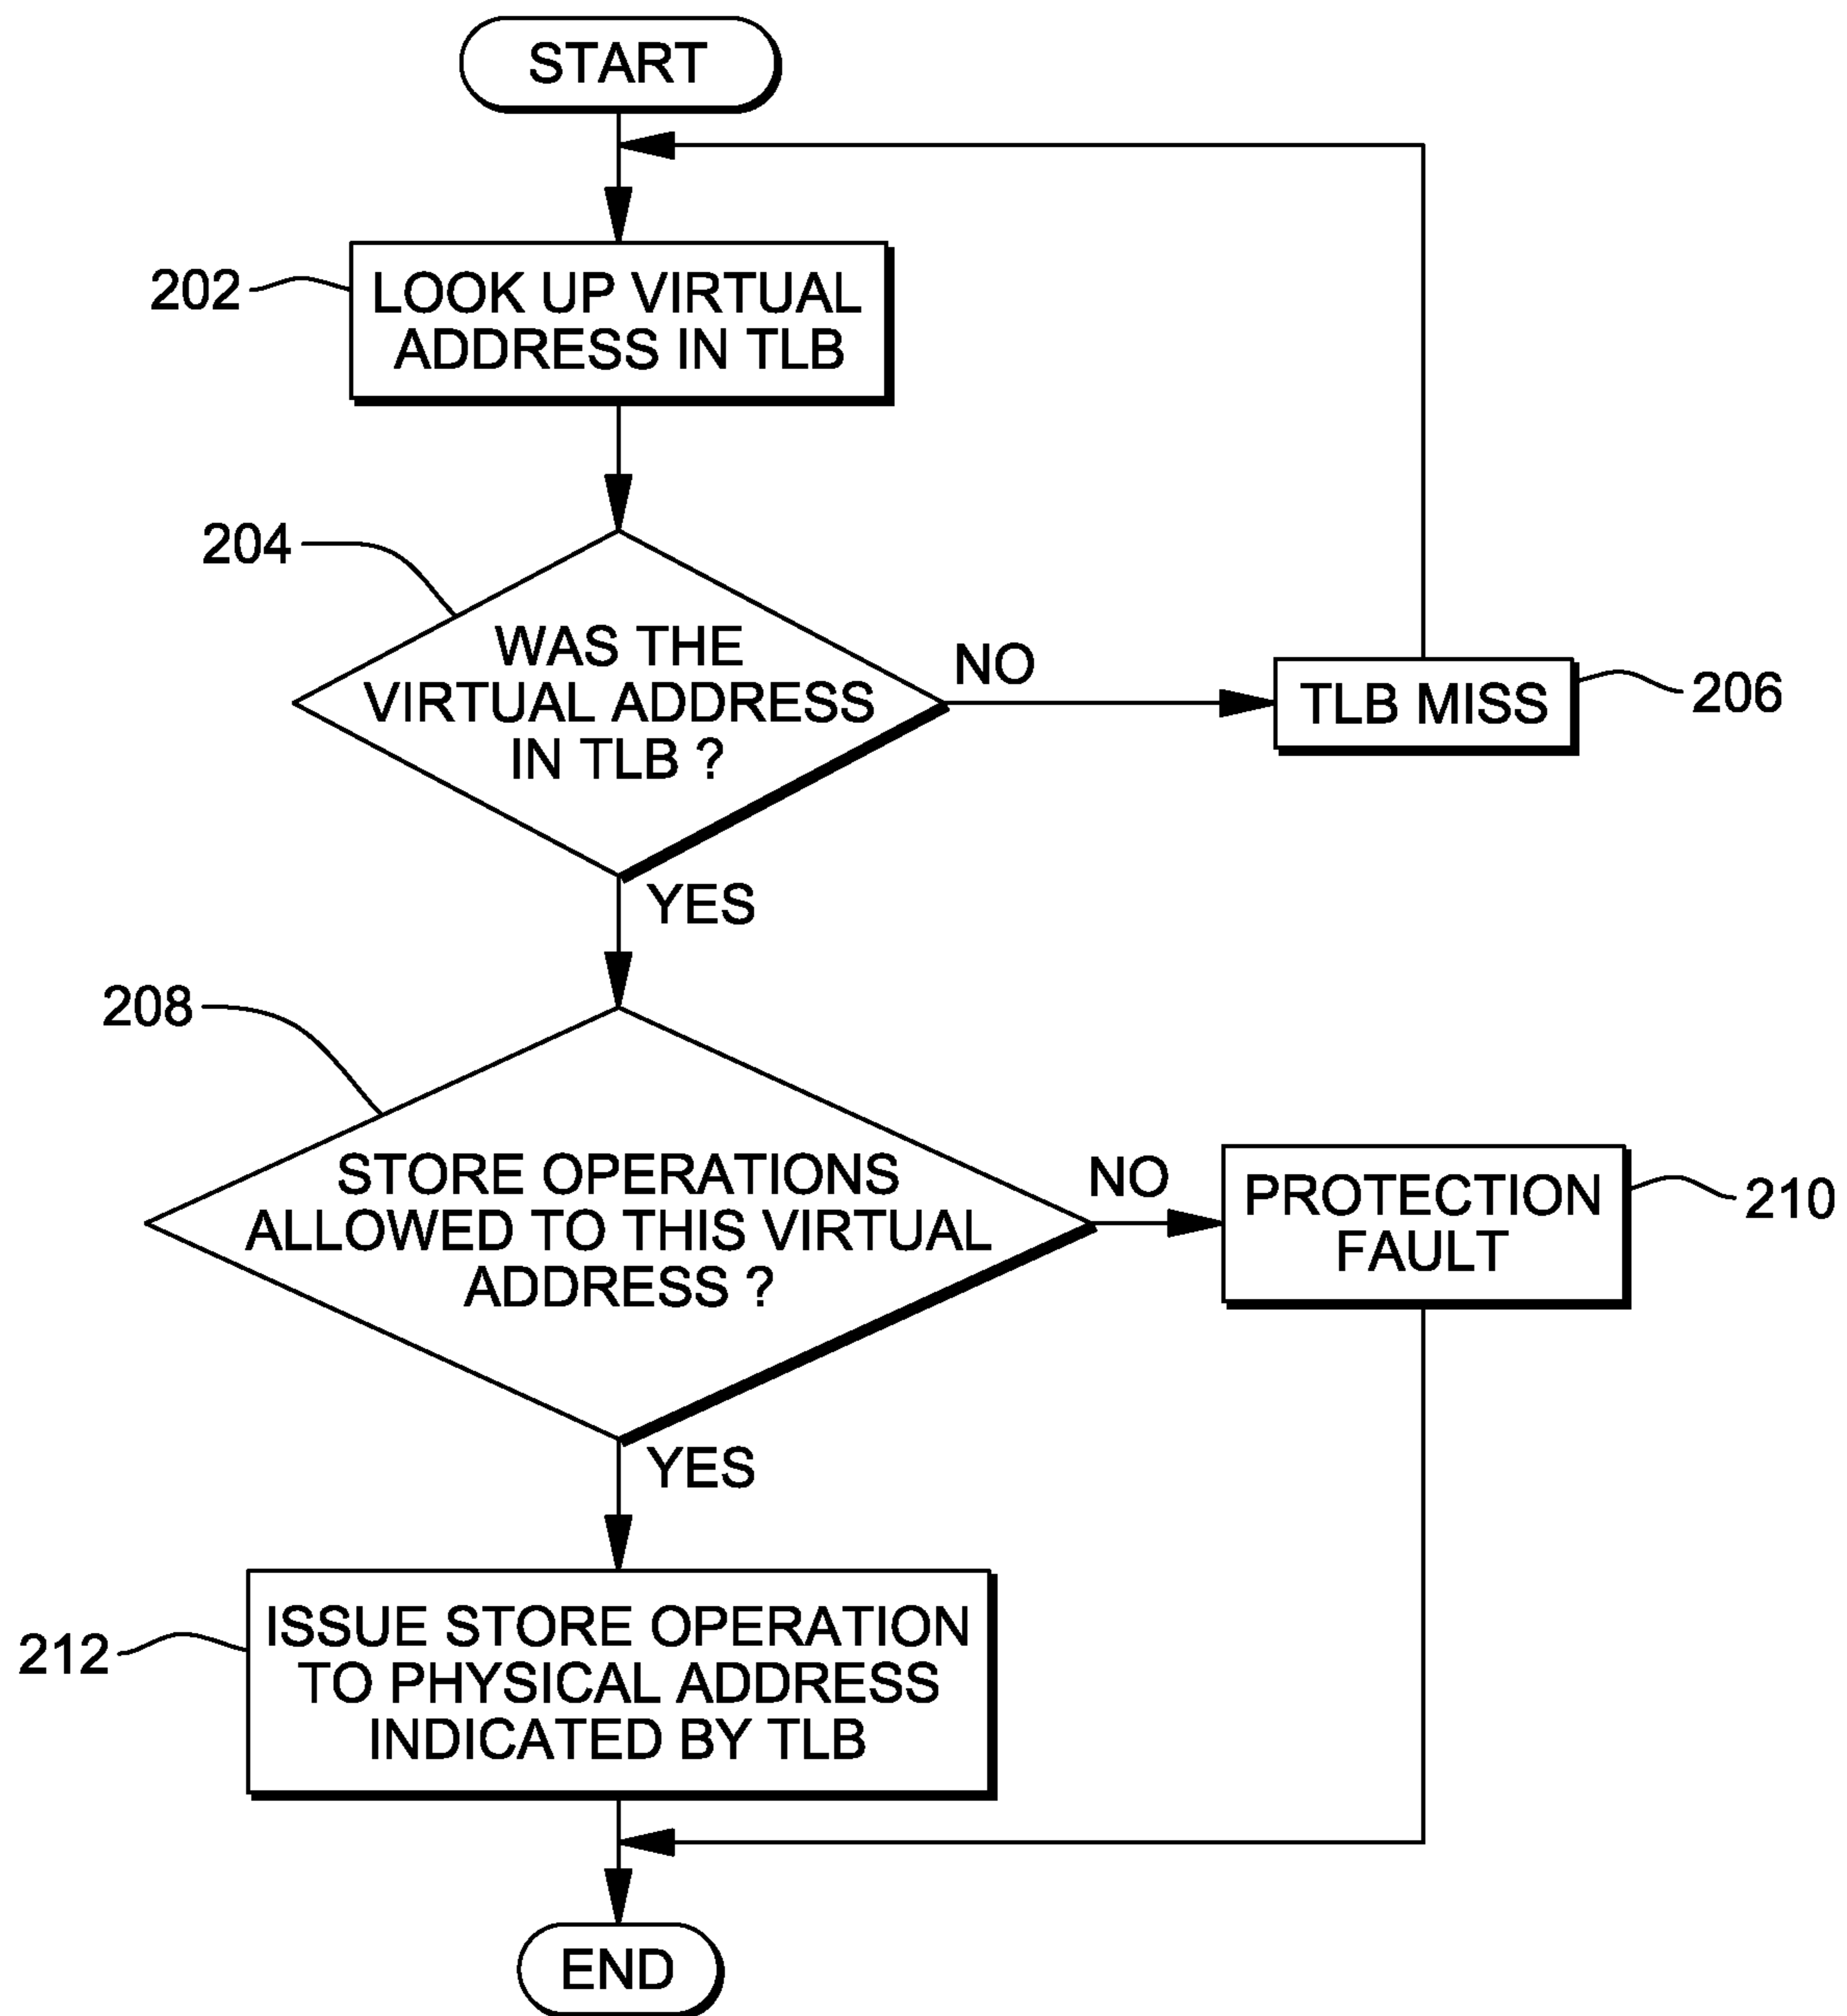 START
202
LOOK UP VIRTUAL
ADDRESS IN TLB
204
WAS THE
VIRTUAL ADDRESS
IN TLB ?
NO
TLB MISS
206
YES
208
STORE OPERATIONS
ALLOWED TO THIS VIRTUAL
ADDRESS ?
NO
PROTECTION
FAULT
210
YES
212
ISSUE STORE OPERATION
TO PHYSICAL ADDRESS
INDICATED BY TLB
END